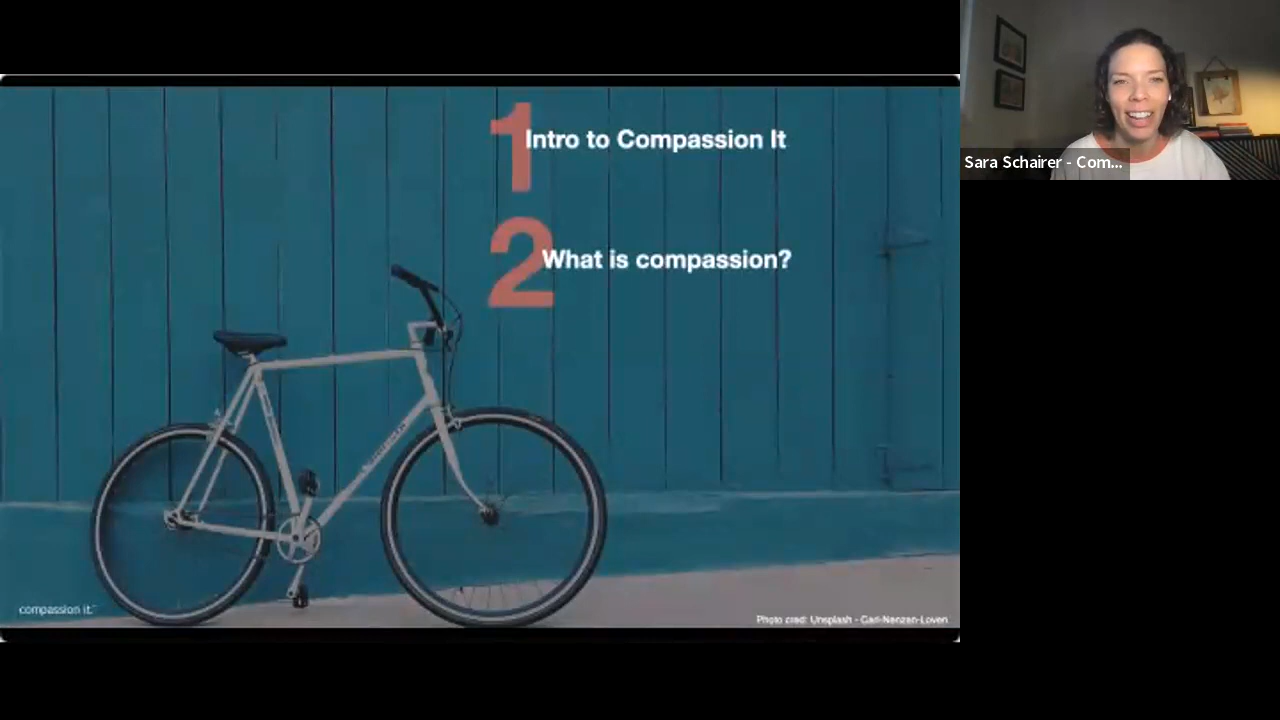 1
Intro to Compassion It
2
What is compassion?
Sara Schairer - Com...
compassion it.™
Photo cred: Unsplash - Carl-Nenzen-Loven